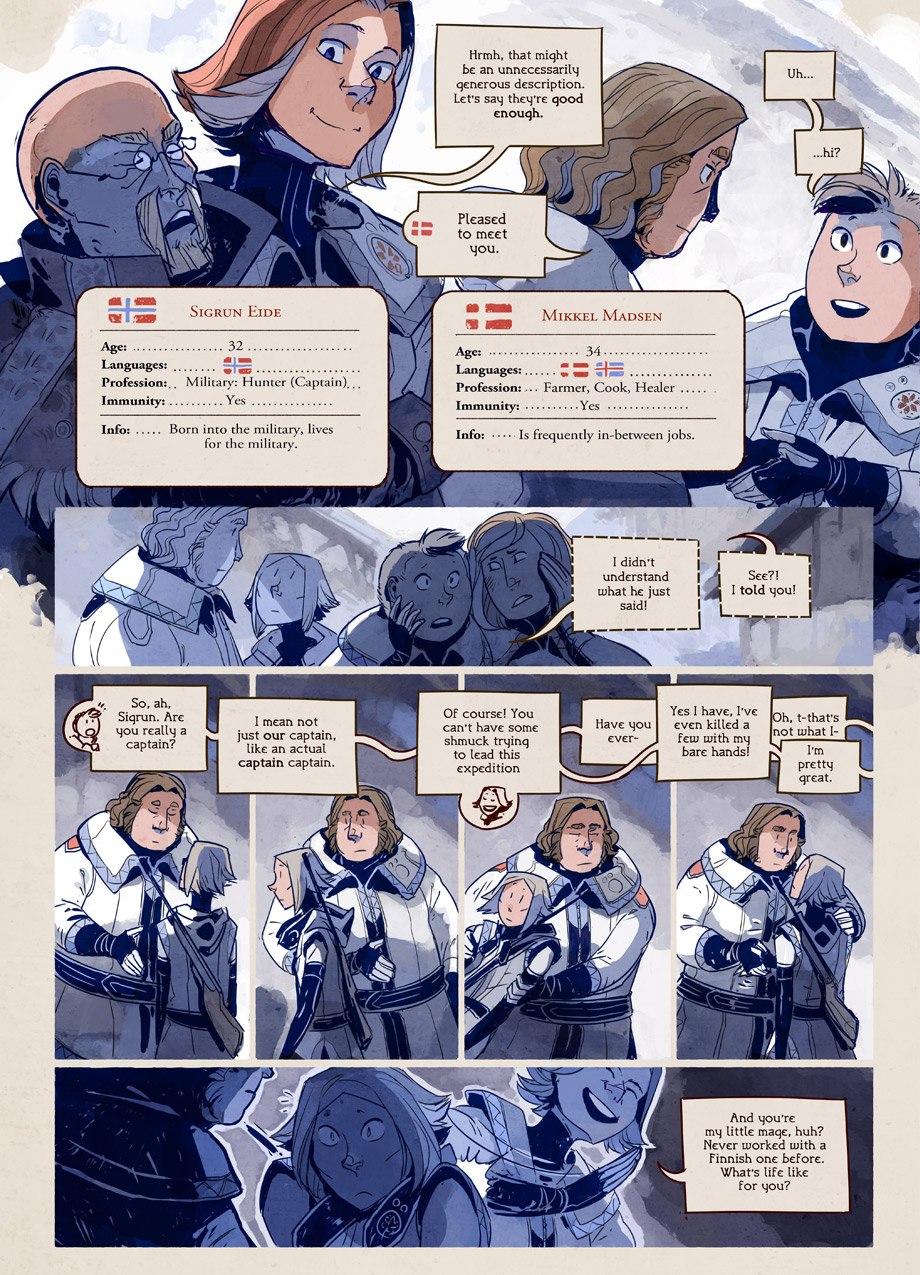 Hrmh, that might
be an unnecessarily
generous description.
Let's say they're good
enough.
Uh...
...hi?
Pleased
to meet
you.
Sigrun Eide
Age: .......... 32 ..........
Languages: ..........
Profession: .. Military: Hunter (Captain)...
Immunity: .......... Yes ..........
Info: ..... Born into the military, lives
for the military.
Mikkel Madsen
Age: .......... 34 ..........
Languages: ..........
Profession: ... Farmer, Cook, Healer .....
Immunity: .......... Yes ..........
Info: .... Is frequently in-between jobs.
I didn't
understand
what he just
said!
See?!
I told you!
So, ah,
Sigrun. Are
you really a
captain?
I mean not
just our captain,
like an actual
captain captain.
Of course! You
can't have some
shmuck trying
to lead this
expedition
Have you
ever-
Yes I have, I've
even killed a
few with my
bare hands!
Oh, t-that's
not what I-
I'm
pretty
great.
And you're
my little mage, huh?
Never worked with a
Finnish one before.
What's life like
for you?